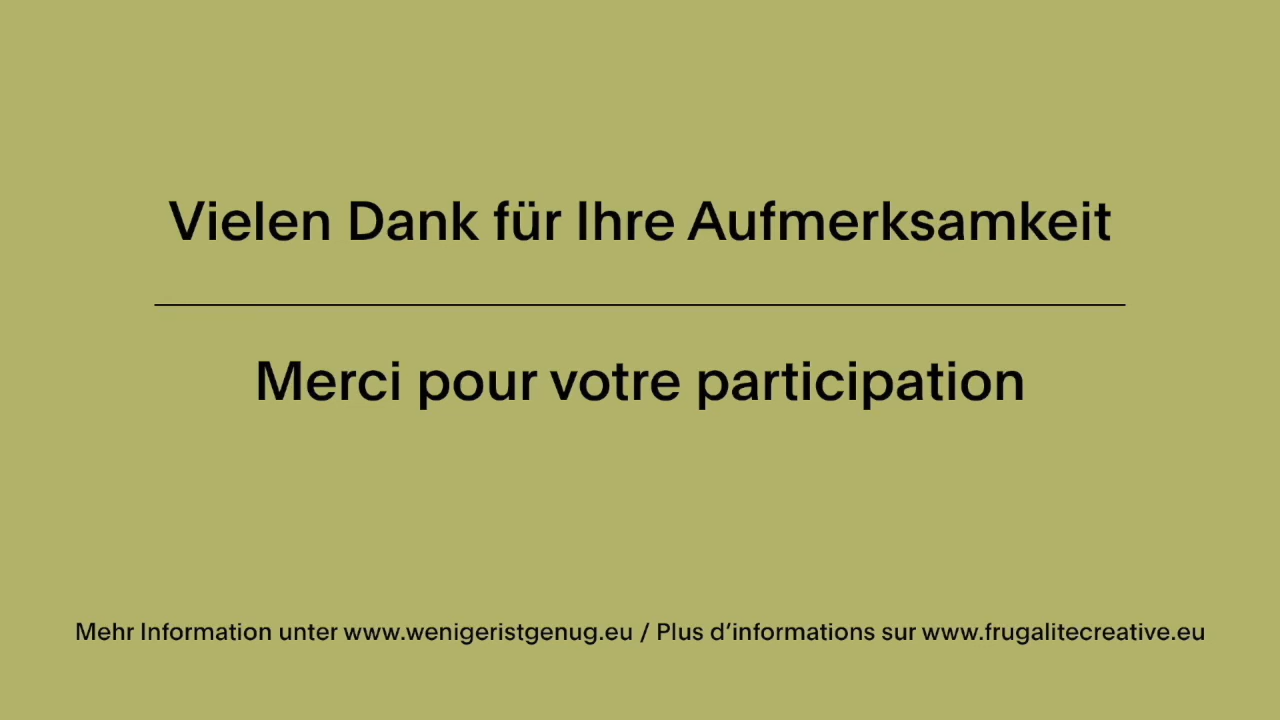 Vielen Dank für Ihre Aufmerksamkeit
Merci pour votre participation
Mehr Information unter www.wenigeristgenug.eu / Plus d’informations sur www.frugalitecreative.eu